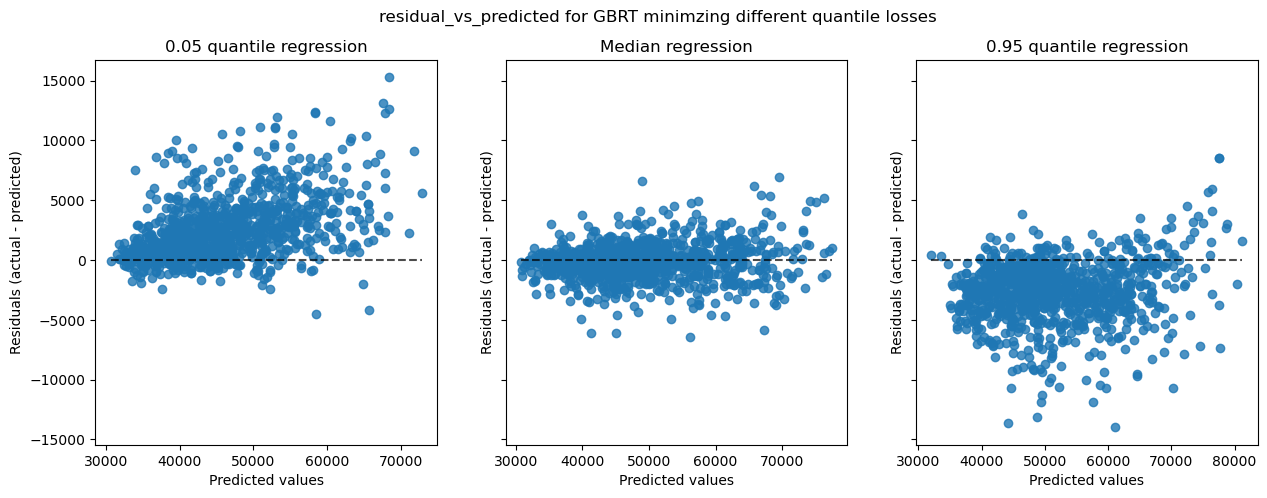 residual_vs_predicted for GBRT minimzing different quantile losses
0.05 quantile regression
Median regression
0.95 quantile regression
Residuals (actual - predicted)
15000
10000
5000
0
−5000
−10000
−15000
30000 40000 50000 60000 70000
Predicted values
Residuals (actual - predicted)
30000 40000 50000 60000 70000
Predicted values
Residuals (actual - predicted)
30000 40000 50000 60000 70000 80000
Predicted values